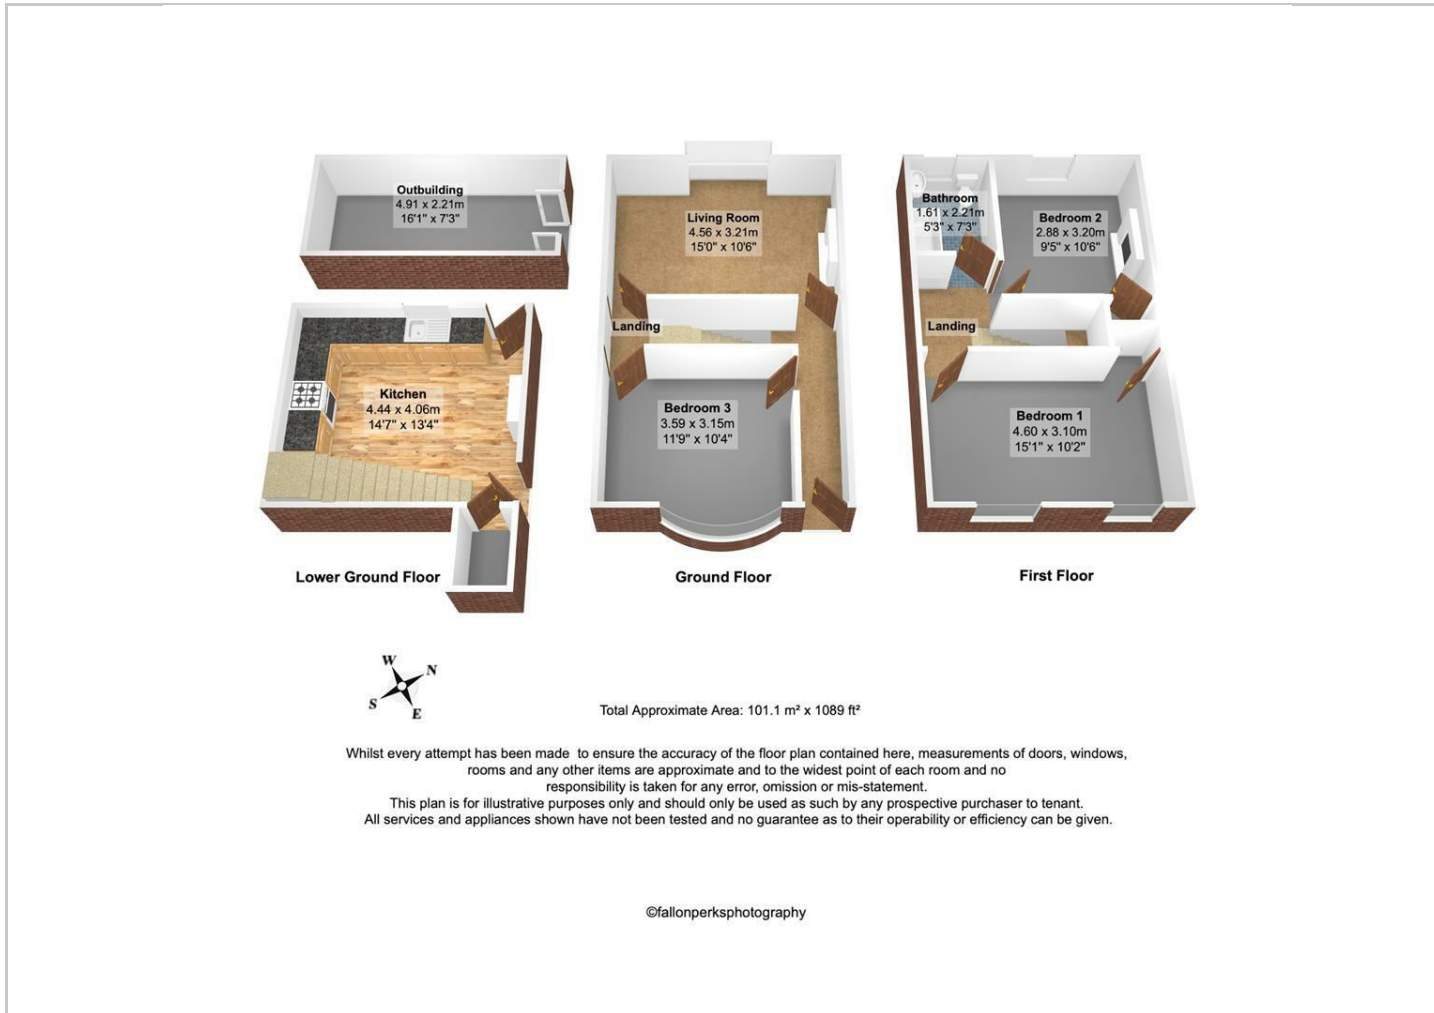 Outbuilding
4.91 x 2.21m
16'1" x 7'3"
Kitchen
4.44 x 4.06m
14'7" x 13'4"
Lower Ground Floor
Living Room
4.56 x 3.21m
15'0" x 10'6"
Landing
Bedroom 3
3.59 x 3.15m
11'9" x 10'4"
Ground Floor
Bathroom
1.61 x 2.21m
5'3" x 7'3"
Bedroom 2
2.88 x 3.20m
9'5" x 10'6"
Landing
Bedroom 1
4.60 x 3.10m
15'1" x 10'2"
First Floor
W
N
S
E
Total Approximate Area: 101.1 m² x 1089 ft²
Whilst every attempt has been made to ensure the accuracy of the floor plan contained here, measurements of doors, windows,
rooms and any other items are approximate and to the widest point of each room and no
responsibility is taken for any error, omission or mis-statement.
This plan is for illustrative purposes only and should only be used as such by any prospective purchaser to tenant.
All services and appliances shown have not been tested and no guarantee as to their operability or efficiency can be given.
©fallonperksphotography